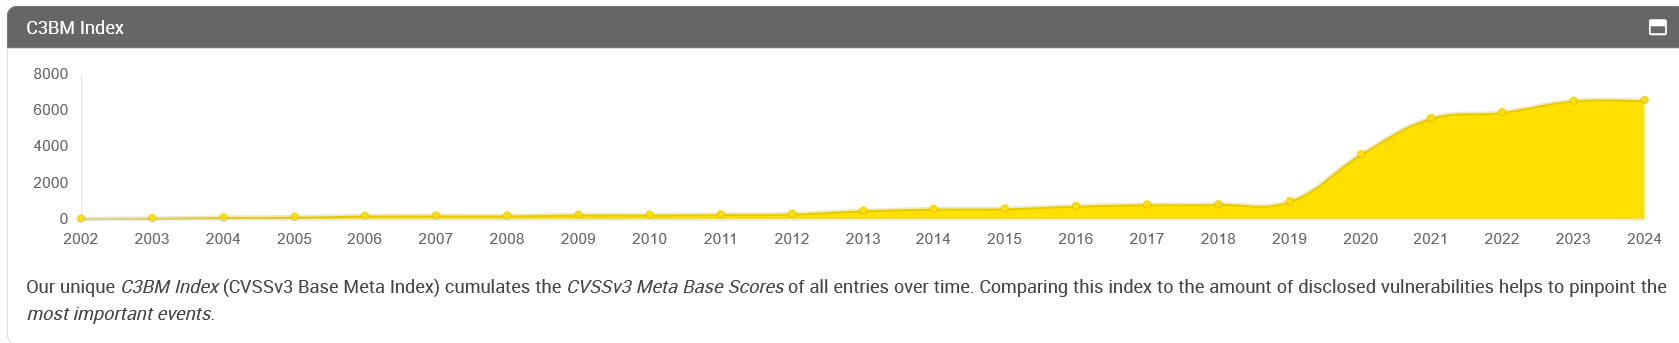 C3BM Index
8000
6000
4000
2000
0
2002 2003 2004 2005 2006 2007 2008 2009 2010 2011 2012 2013 2014 2015 2016 2017 2018 2019 2020 2021 2022 2023 2024
Our unique C3BM Index (CVSSv3 Base Meta Index) cumulates the CVSSv3 Meta Base Scores of all entries over time. Comparing this index to the amount of disclosed vulnerabilities helps to pinpoint the
most important events.